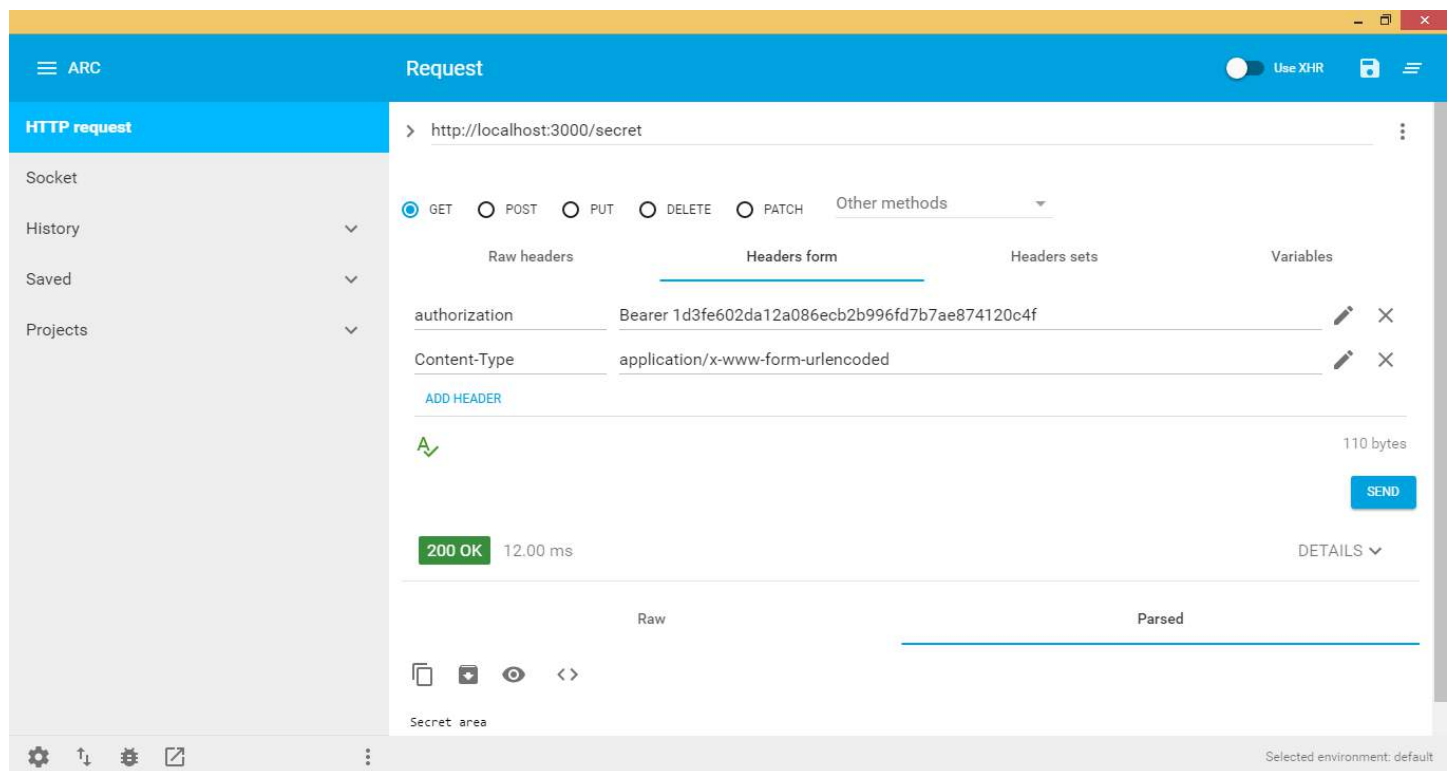 ARC
Request
Use XHR
HTTP request
http://localhost:3000/secret
Socket
GET POST PUT DELETE PATCH Other methods
History
Raw headers Headers form Headers sets Variables
Saved
authorization Bearer 1d3fe602da12a086ecb2b996fd7b7ae874120c4f
Projects
Content-Type application/x-www-form-urlencoded
ADD HEADER
110 bytes
SEND
200 OK 12.00 ms DETAILS
Raw Parsed
Secret area
Selected environment: default